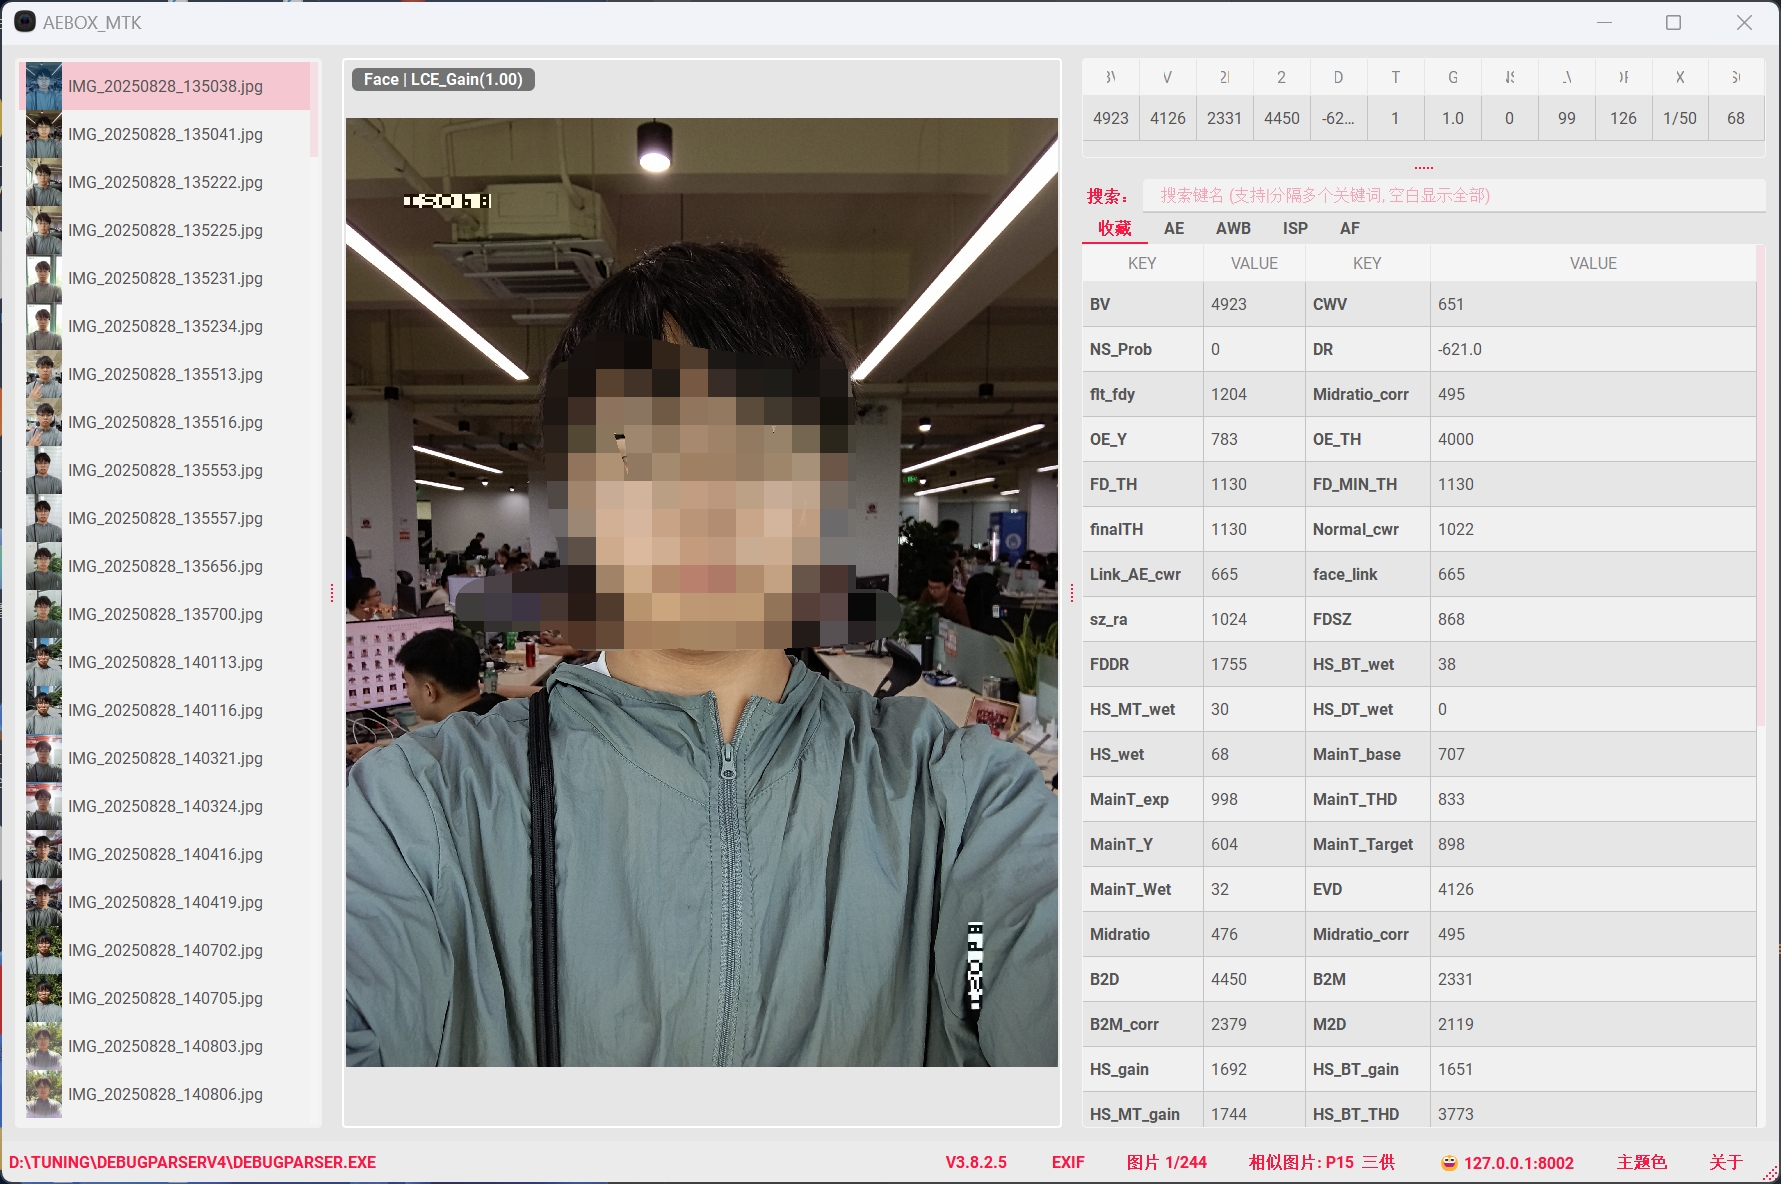 AEBOX_MTK
IMG_20250828_135038.jpg
IMG_20250828_135041.jpg
IMG_20250828_135222.jpg
IMG_20250828_135225.jpg
IMG_20250828_135231.jpg
IMG_20250828_135234.jpg
IMG_20250828_135513.jpg
IMG_20250828_135516.jpg
IMG_20250828_135553.jpg
IMG_20250828_135557.jpg
IMG_20250828_135656.jpg
IMG_20250828_135700.jpg
IMG_20250828_140113.jpg
IMG_20250828_140116.jpg
IMG_20250828_140321.jpg
IMG_20250828_140324.jpg
IMG_20250828_140416.jpg
IMG_20250828_140419.jpg
IMG_20250828_140702.jpg
IMG_20250828_140705.jpg
IMG_20250828_140803.jpg
IMG_20250828_140806.jpg
Face | LCE_Gain(1.00)
V 2 D T G X
4923 4126 2331 4450 -62... 1 1.0 0 99 126 1/50 68
搜索: 搜索键名 (支持|分隔多个关键词, 空白显示全部)
收藏 AE AWB ISP AF
KEY VALUE KEY VALUE
BV 4923 CWV 651
NS_Prob 0 DR -621.0
flt_fdy 1204 Midratio_corr 495
OE_Y 783 OE_TH 4000
FD_TH 1130 FD_MIN_TH 1130
finalTH 1130 Normal_cwr 1022
Link_AE_cwr 665 face_link 665
sz_ra 1024 FDSZ 868
FDDR 1755 HS_BT_wet 38
HS_MT_wet 30 HS_DT_wet 0
HS_wet 68 MainT_base 707
MainT_exp 998 MainT_THD 833
MainT_Y 604 MainT_Target 898
MainT_Wet 32 EVD 4126
Midratio 476 Midratio_corr 495
B2D 4450 B2M 2331
B2M_corr 2379 M2D 2119
HS_gain 1692 HS_BT_gain 1651
HS_MT_gain 1744 HS_BT_THD 3773
D:\TUNING\DEBUGPARSERV4\DEBUGPARSER.EXE V3.8.2.5 EXIF 图片 1/244 相似图片: P15 三供 127.0.0.1:8002 主题色 关于